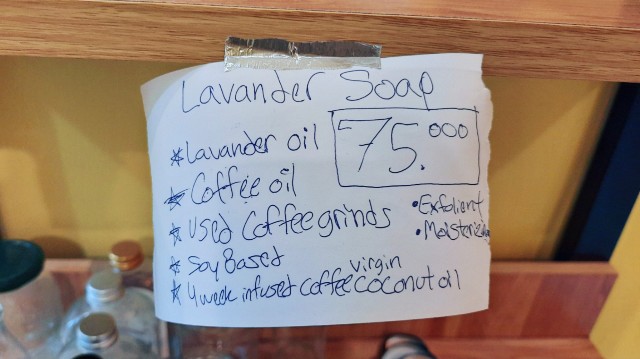 Lavander Soap
75.000
* Lavander oil
* Coffee oil
* Used Coffee grinds
• Exfolient
* Soy Based
* 4 week infused coffee virgin coconut oil